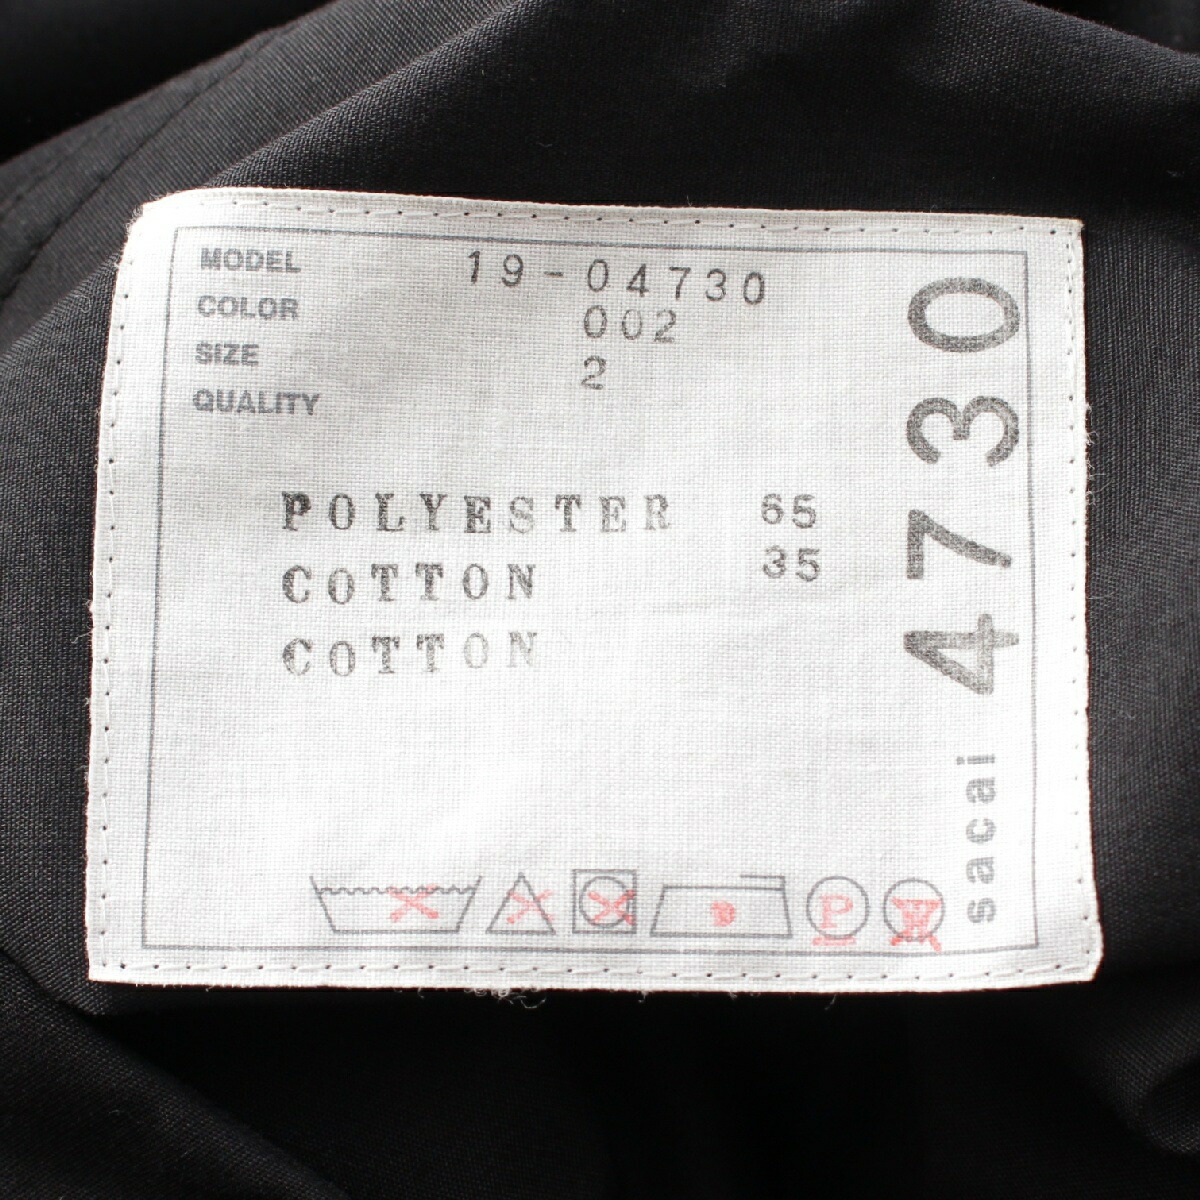 MODEL 19-04730
COLOR 002
SIZE 2
QUALITY
POLYESTER 65
COTTON 35
COTTON
P W
sacai 4730